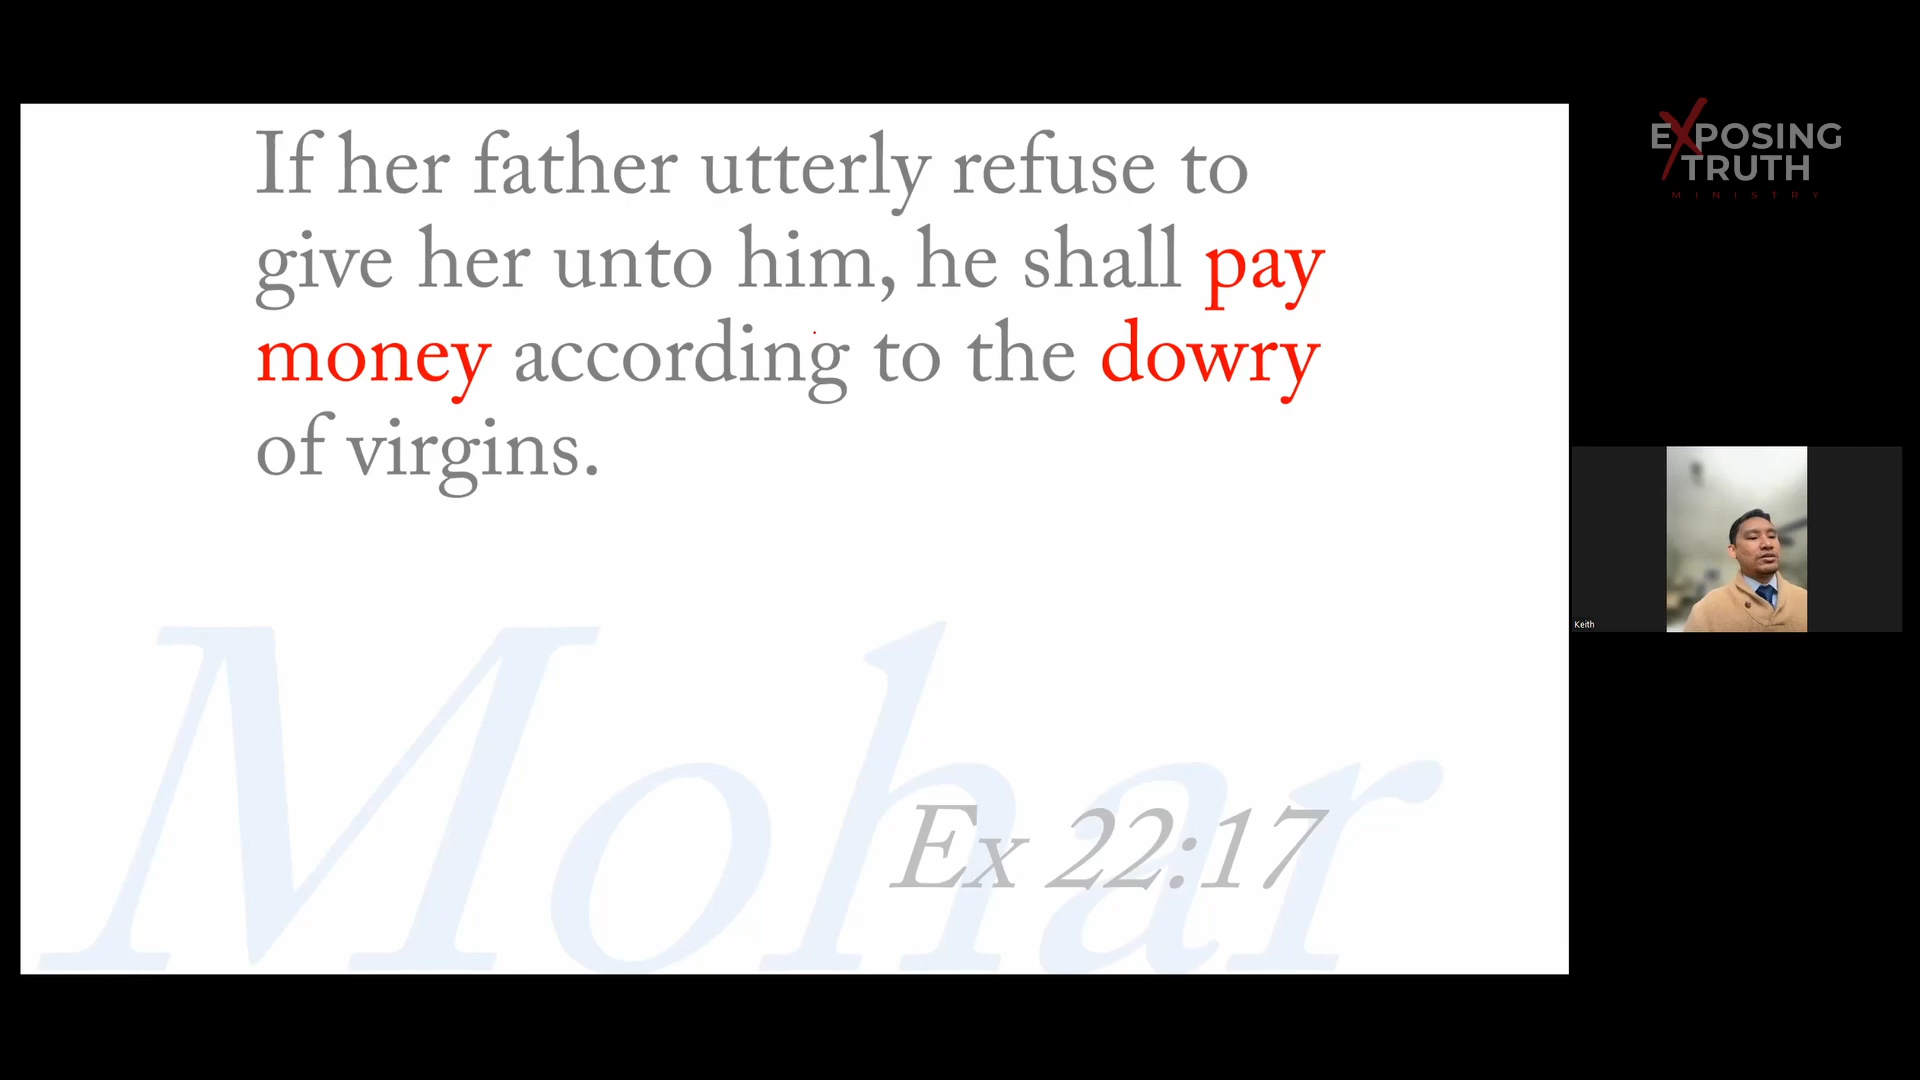 If her father utterly refuse to
give her unto him, he shall pay
money according to the dowry
of virgins.
Mohar
Ex 22:17
EXPOSING
TRUTH
MINISTRY
Keith